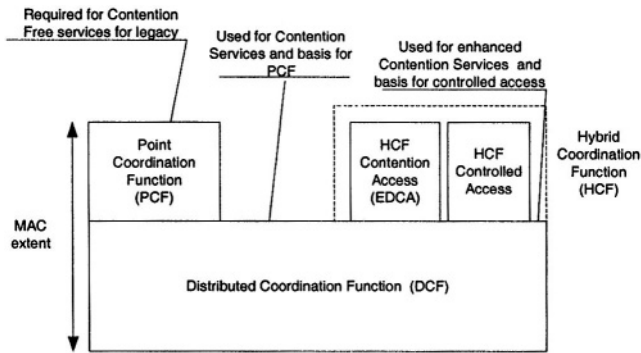 Required for Contention
Free services for legacy
Used for Contention
Services and basis for
PCF
Used for enhanced
Contention Services and
basis for controlled access
Point
Coordination
Function
(PCF)
HCF
Contention
Access
(EDCA)
HCF
Controlled
Access
Hybrid
Coordination
Function
(HCF)
MAC
extent
Distributed Coordination Function (DCF)